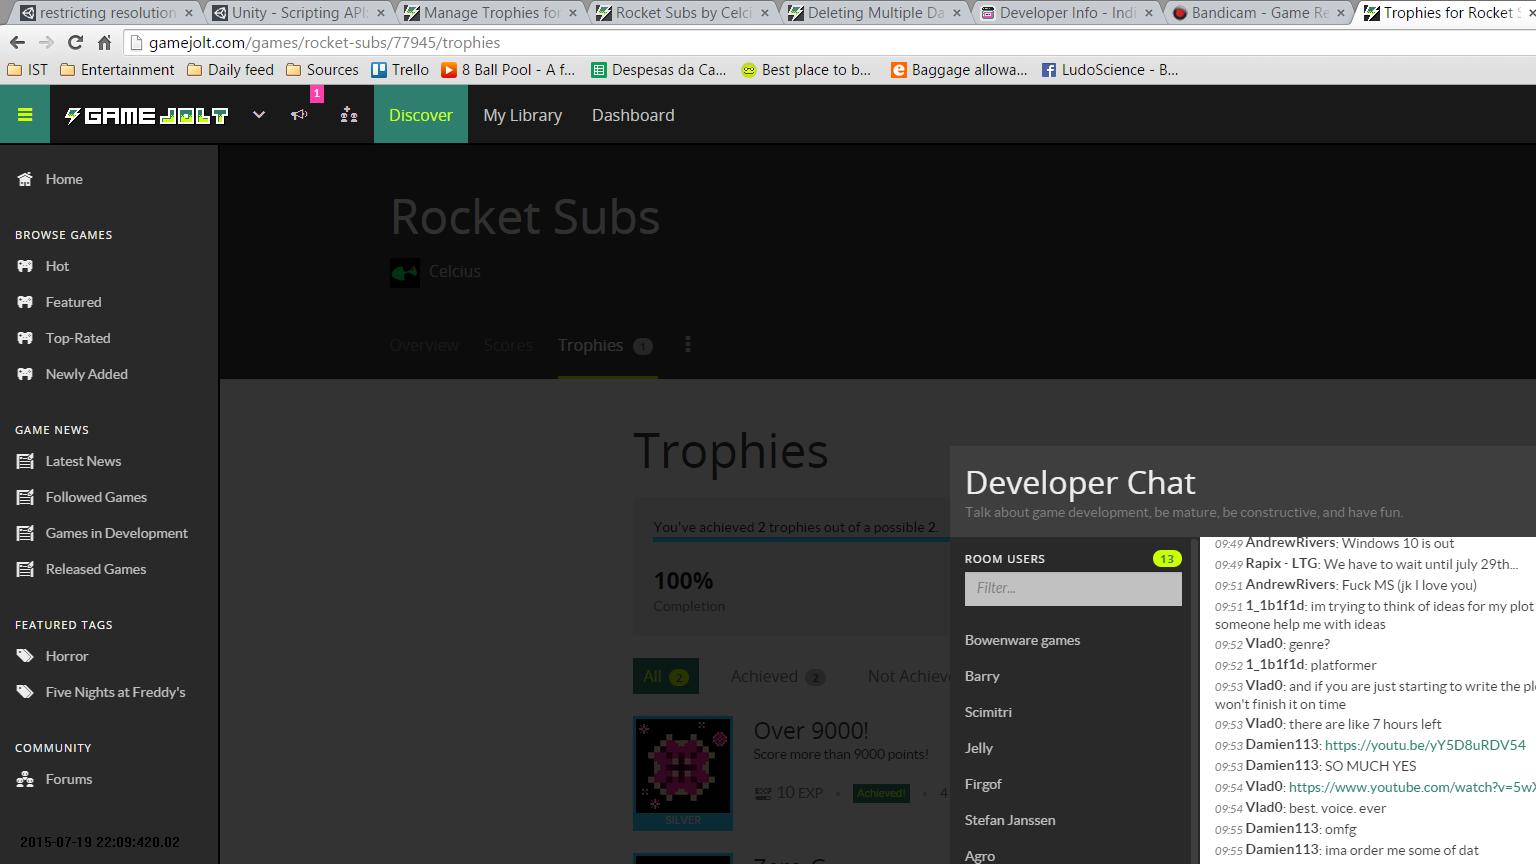 restricting resolution
Unity - Scripting API:
Manage Trophies for
Rocket Subs by Celci
Deleting Multiple Da
Developer Info - Indi
Bandicam - Game Re
Trophies for Rocket S
gamejolt.com/games/rocket-subs/77945/trophies
IST
Entertainment
Daily feed
Sources
Trello
8 Ball Pool - A f...
Despesas da Ca...
Best place to b...
Baggage allowa...
LudoScience - B...
GAME JOLT
1
Discover
My Library
Dashboard
Home
BROWSE GAMES
Hot
Featured
Top-Rated
Newly Added
GAME NEWS
Latest News
Followed Games
Games in Development
Released Games
FEATURED TAGS
Horror
Five Nights at Freddy's
COMMUNITY
Forums
2015-07-19 22:09:420.02
Rocket Subs
Celcius
Overview
Scores
Trophies 1
Trophies
You've achieved 2 trophies out of a possible 2.
100%
Completion
All 2
Achieved 2
Not Achieve
Over 9000!
Score more than 9000 points!
10 EXP • Achieved! • 4
SILVER
Zero-G
Developer Chat
Talk about game development, be mature, be constructive, and have fun.
ROOM USERS 13
Filter...
Bowenware games
Barry
Scimitri
Jelly
Firgof
Stefan Janssen
Agro
09:49 AndrewRivers: Windows 10 is out
09:49 Rapix - LTG: We have to wait until july 29th...
09:51 AndrewRivers: Fuck MS (jk I love you)
09:51 1_1b1f1d: im trying to think of ideas for my plot
someone help me with ideas
09:52 Vlad0: genre?
09:52 1_1b1f1d: platformer
09:53 Vlad0: and if you are just starting to write the plo
won't finish it on time
09:53 Vlad0: there are like 7 hours left
09:53 Damien113: https://youtu.be/yY5D8uRDV54
09:53 Damien113: SO MUCH YES
09:54 Vlad0: https://www.youtube.com/watch?v=5wX
09:54 Vlad0: best. voice. ever
09:55 Damien113: omfg
09:55 Damien113: ima order me some of dat